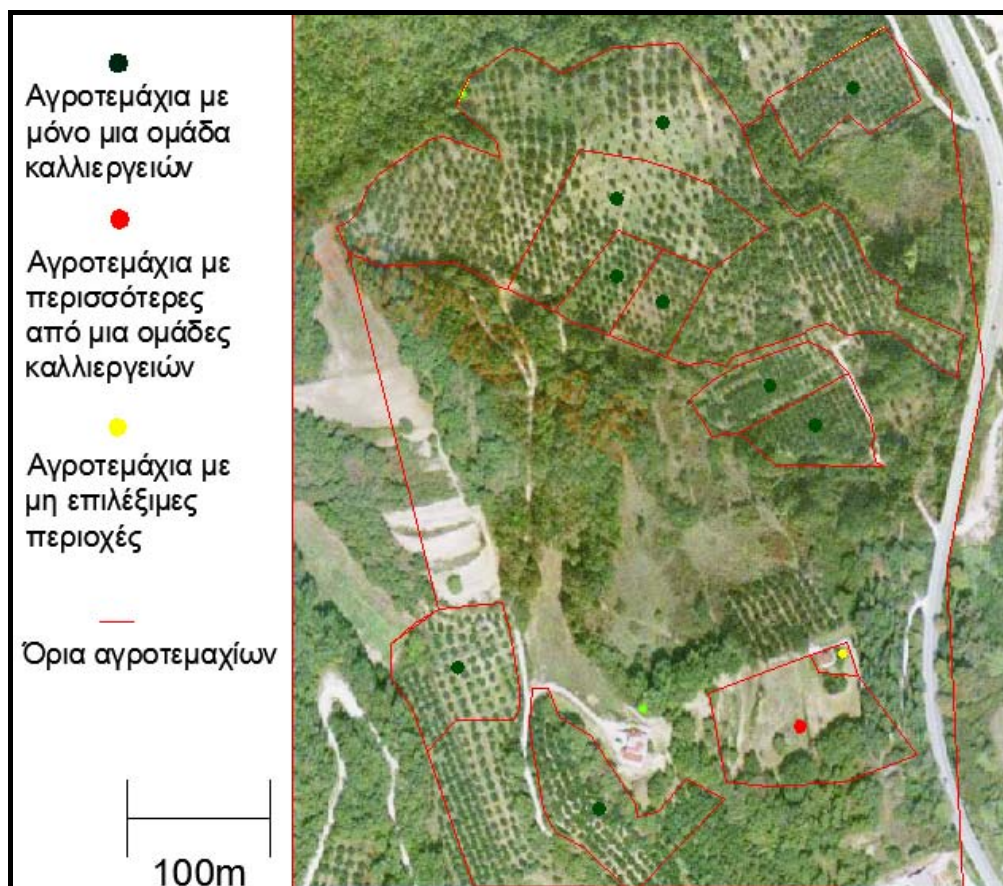 Αγροτεμάχια με
μόνο μια ομάδα
καλλιεργειών
Αγροτεμάχια με
περισσότερες
από μια ομάδες
καλλιεργειών
Αγροτεμάχια με
μη επιλέξιμες
περιοχές
Όρια αγροτεμαχίων
100m